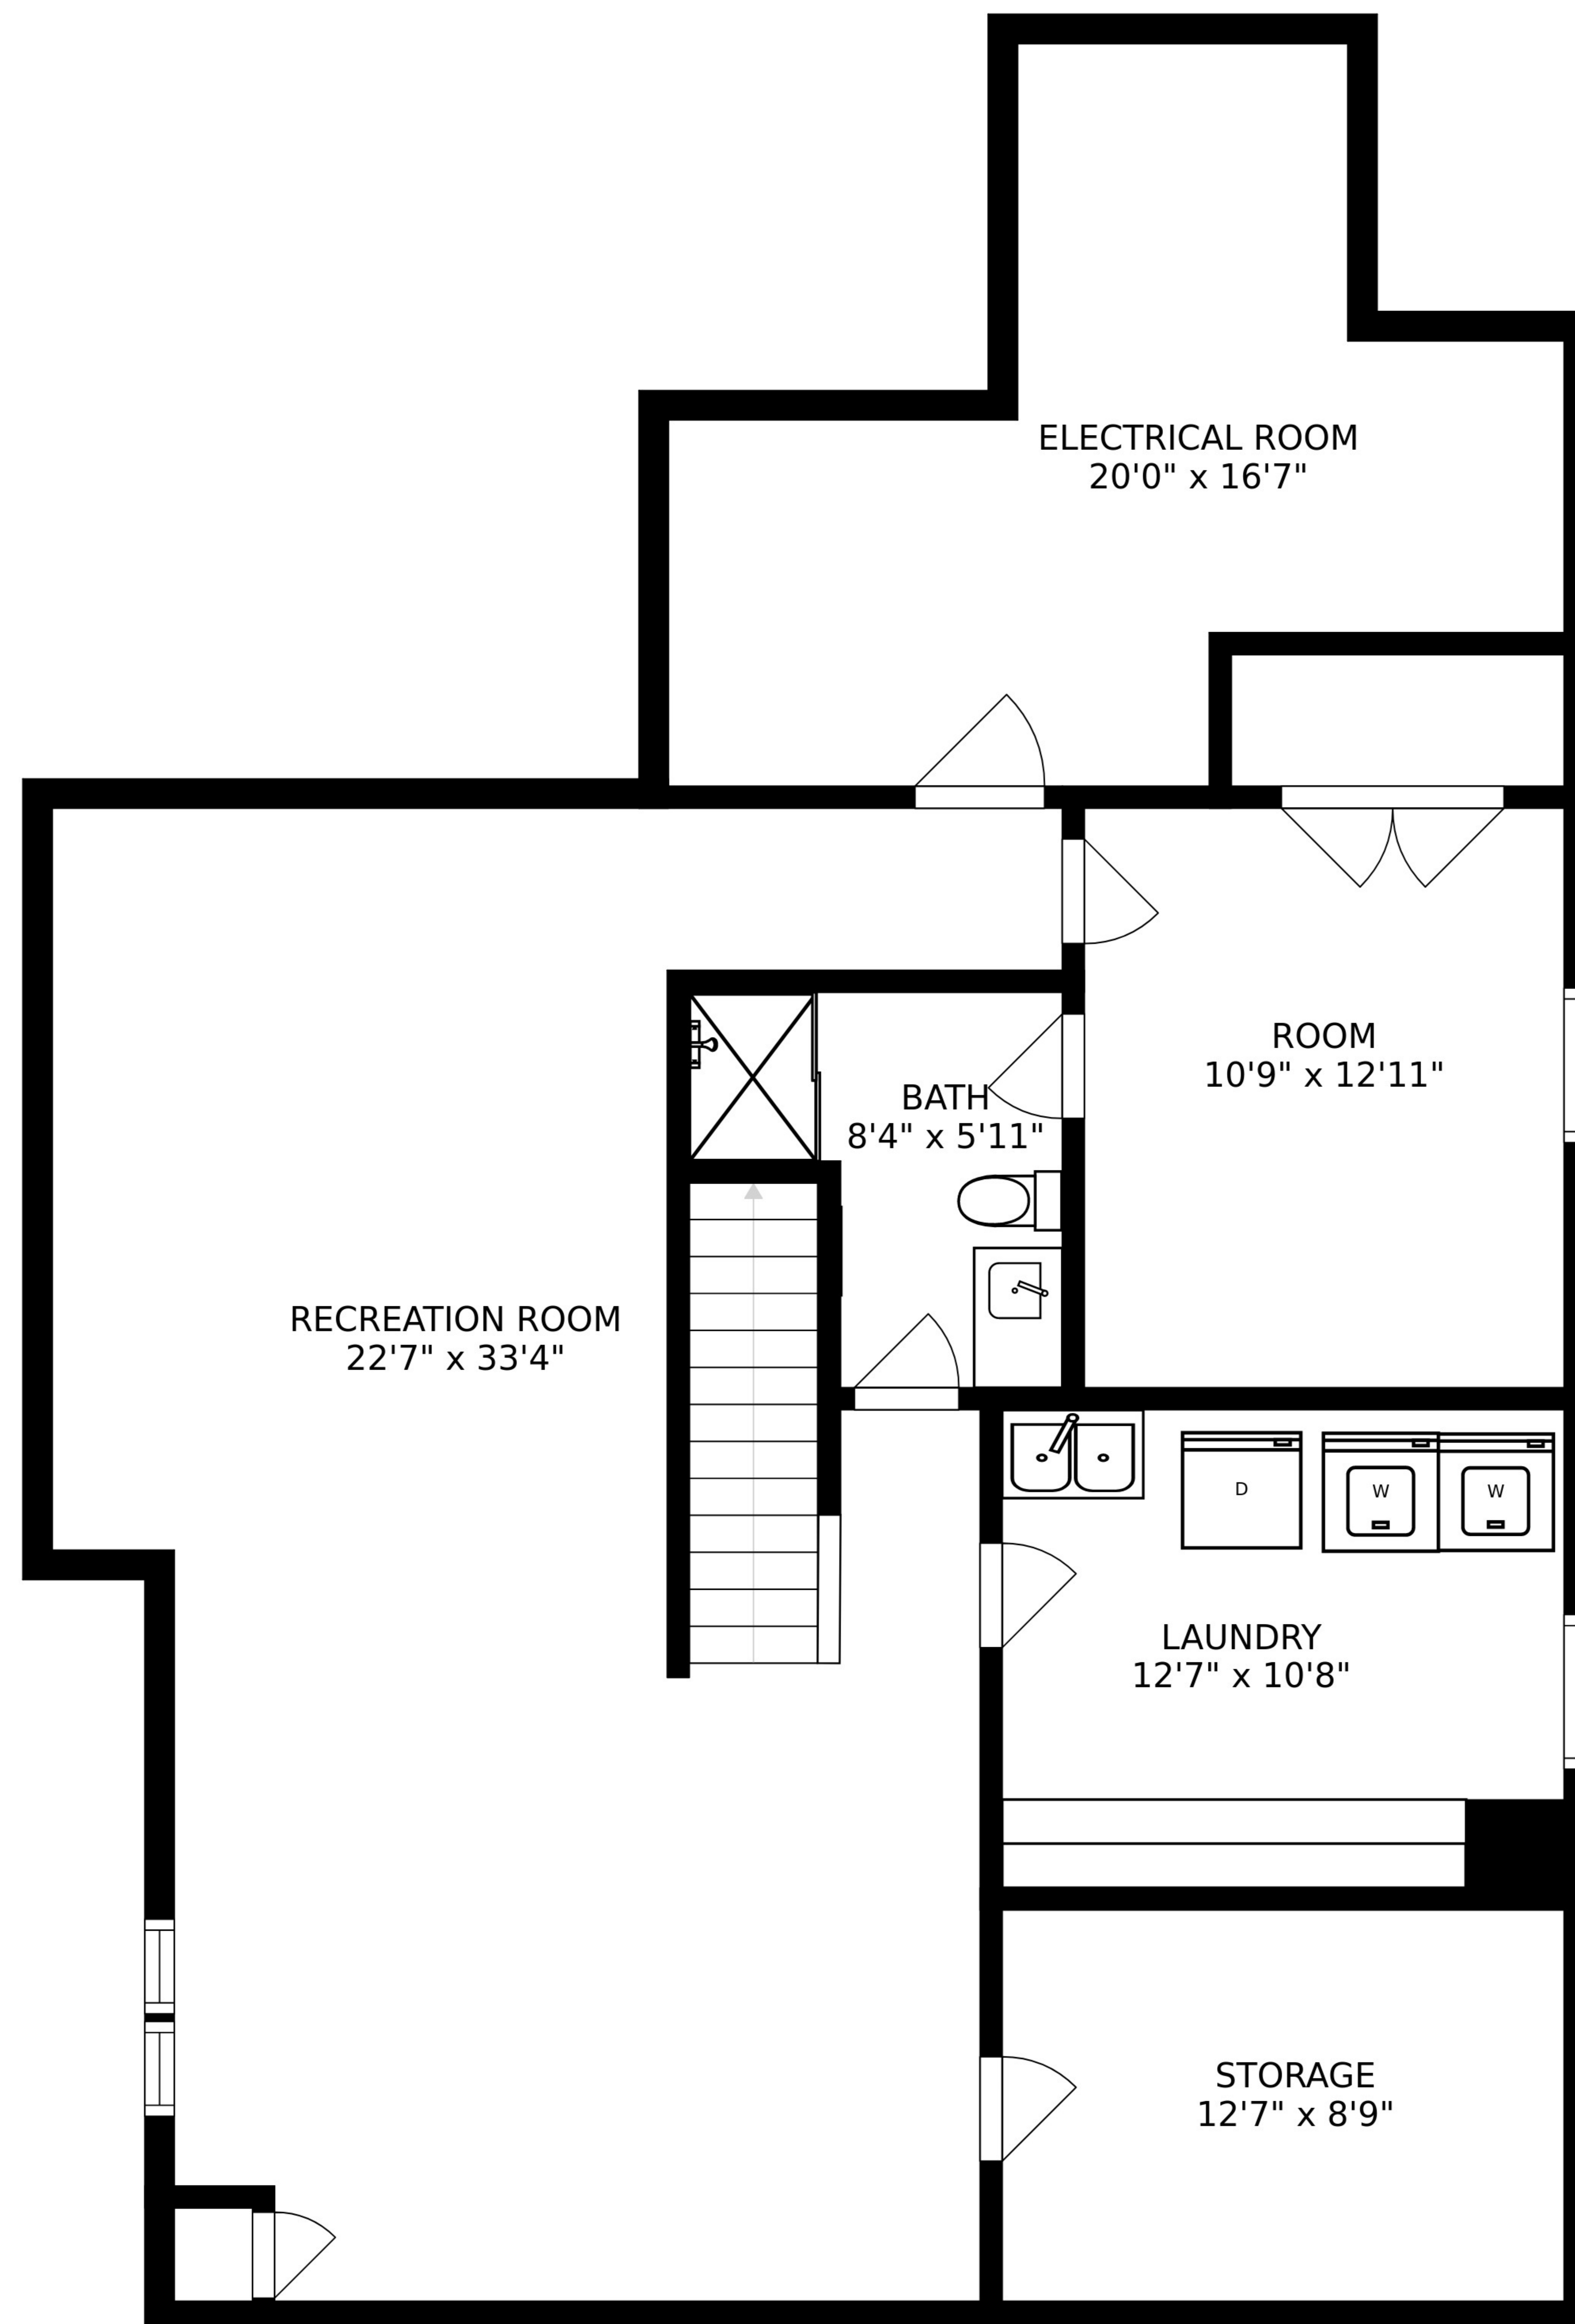 ELECTRICAL ROOM
20'0" x 16'7"
ROOM
10'9" x 12'11"
BATH
8'4" x 5'11"
RECREATION ROOM
22'7" x 33'4"
D
W
W
LAUNDRY
12'7" x 10'8"
STORAGE
12'7" x 8'9"